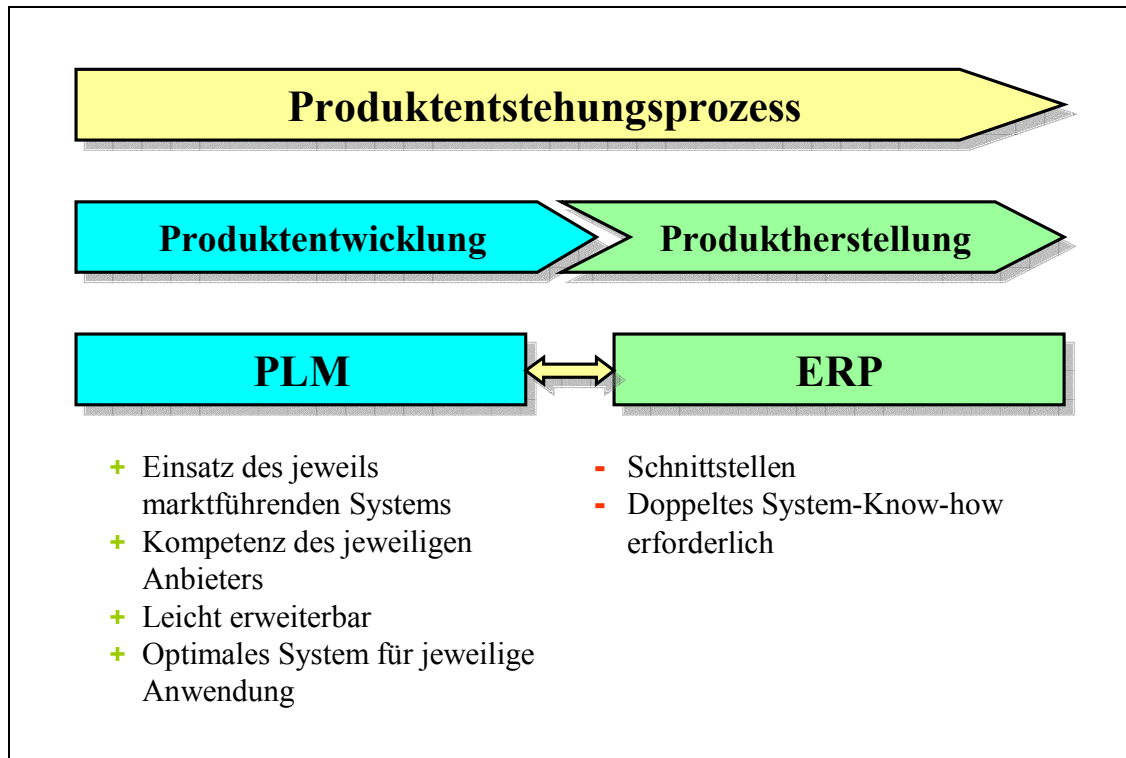 Produktentstehungsprozess
Produktentwicklung
Produktherstellung
PLM
ERP
+ Einsatz des jeweils
marktführenden Systems
+ Kompetenz des jeweiligen
Anbieters
+ Leicht erweiterbar
+ Optimales System für jeweilige
Anwendung
- Schnittstellen
- Doppeltes System-Know-how
erforderlich